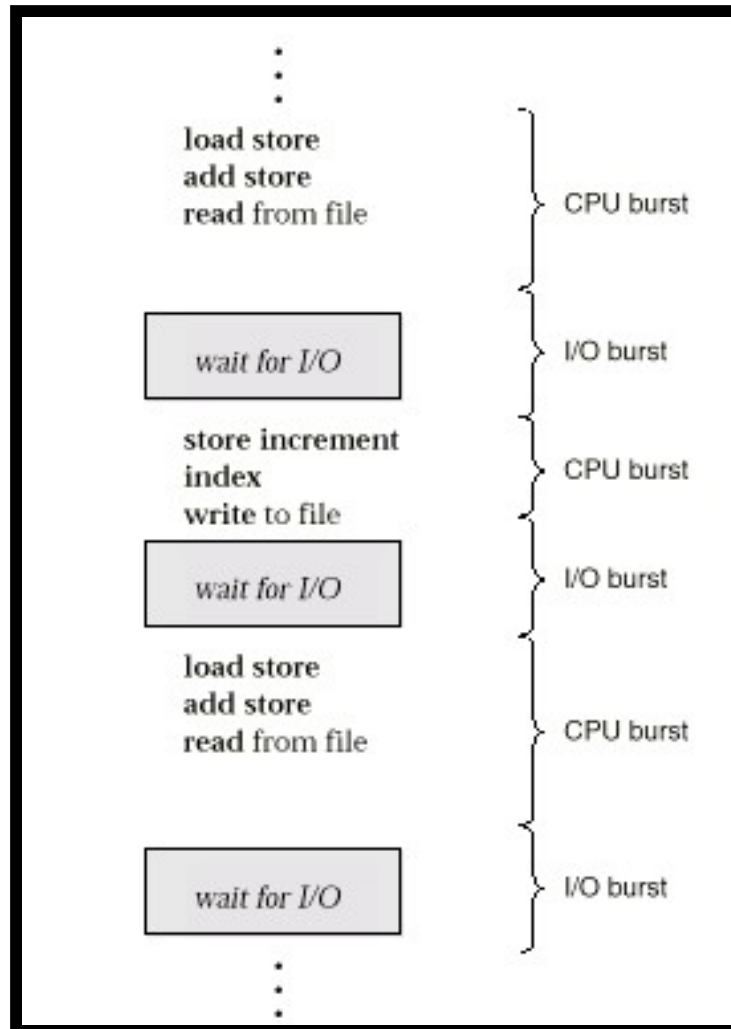 load store
add store
read from file
CPU burst
wait for I/O
I/O burst
store increment
index
write to file
CPU burst
wait for I/O
I/O burst
load store
add store
read from file
CPU burst
wait for I/O
I/O burst